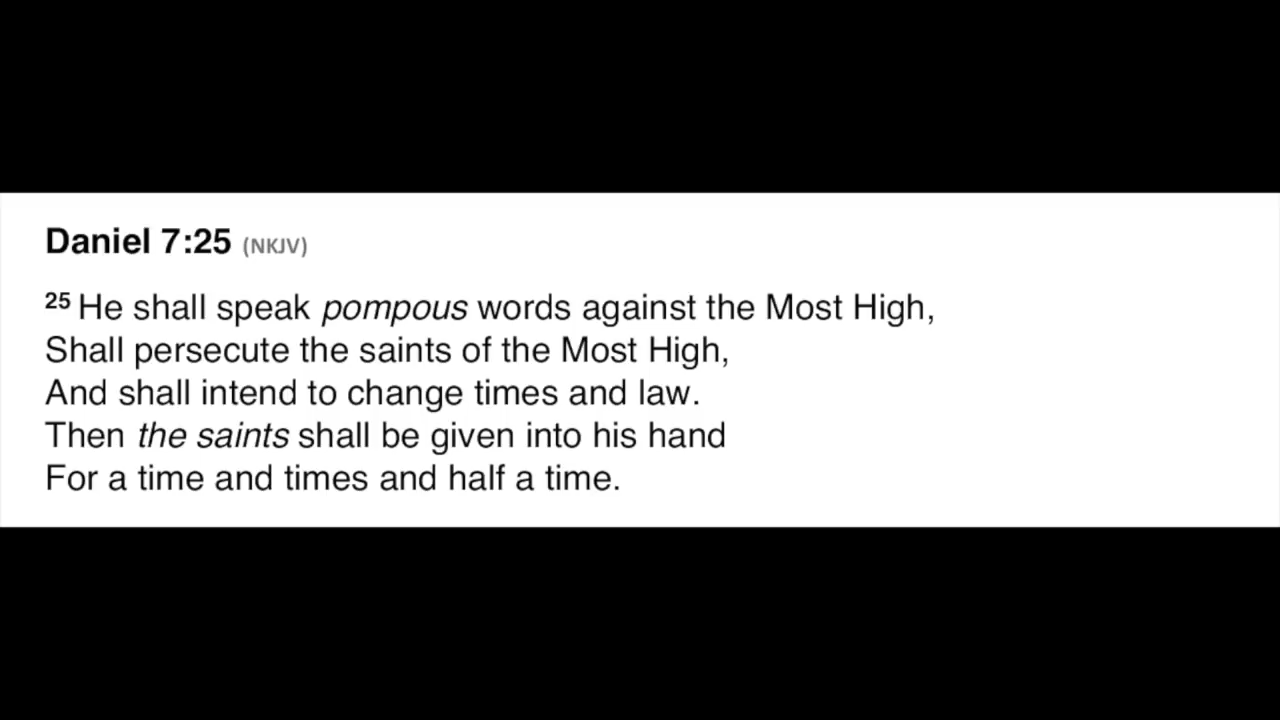 Daniel 7:25 (NKJV)
25 He shall speak pompous words against the Most High,
Shall persecute the saints of the Most High,
And shall intend to change times and law.
Then the saints shall be given into his hand
For a time and times and half a time.